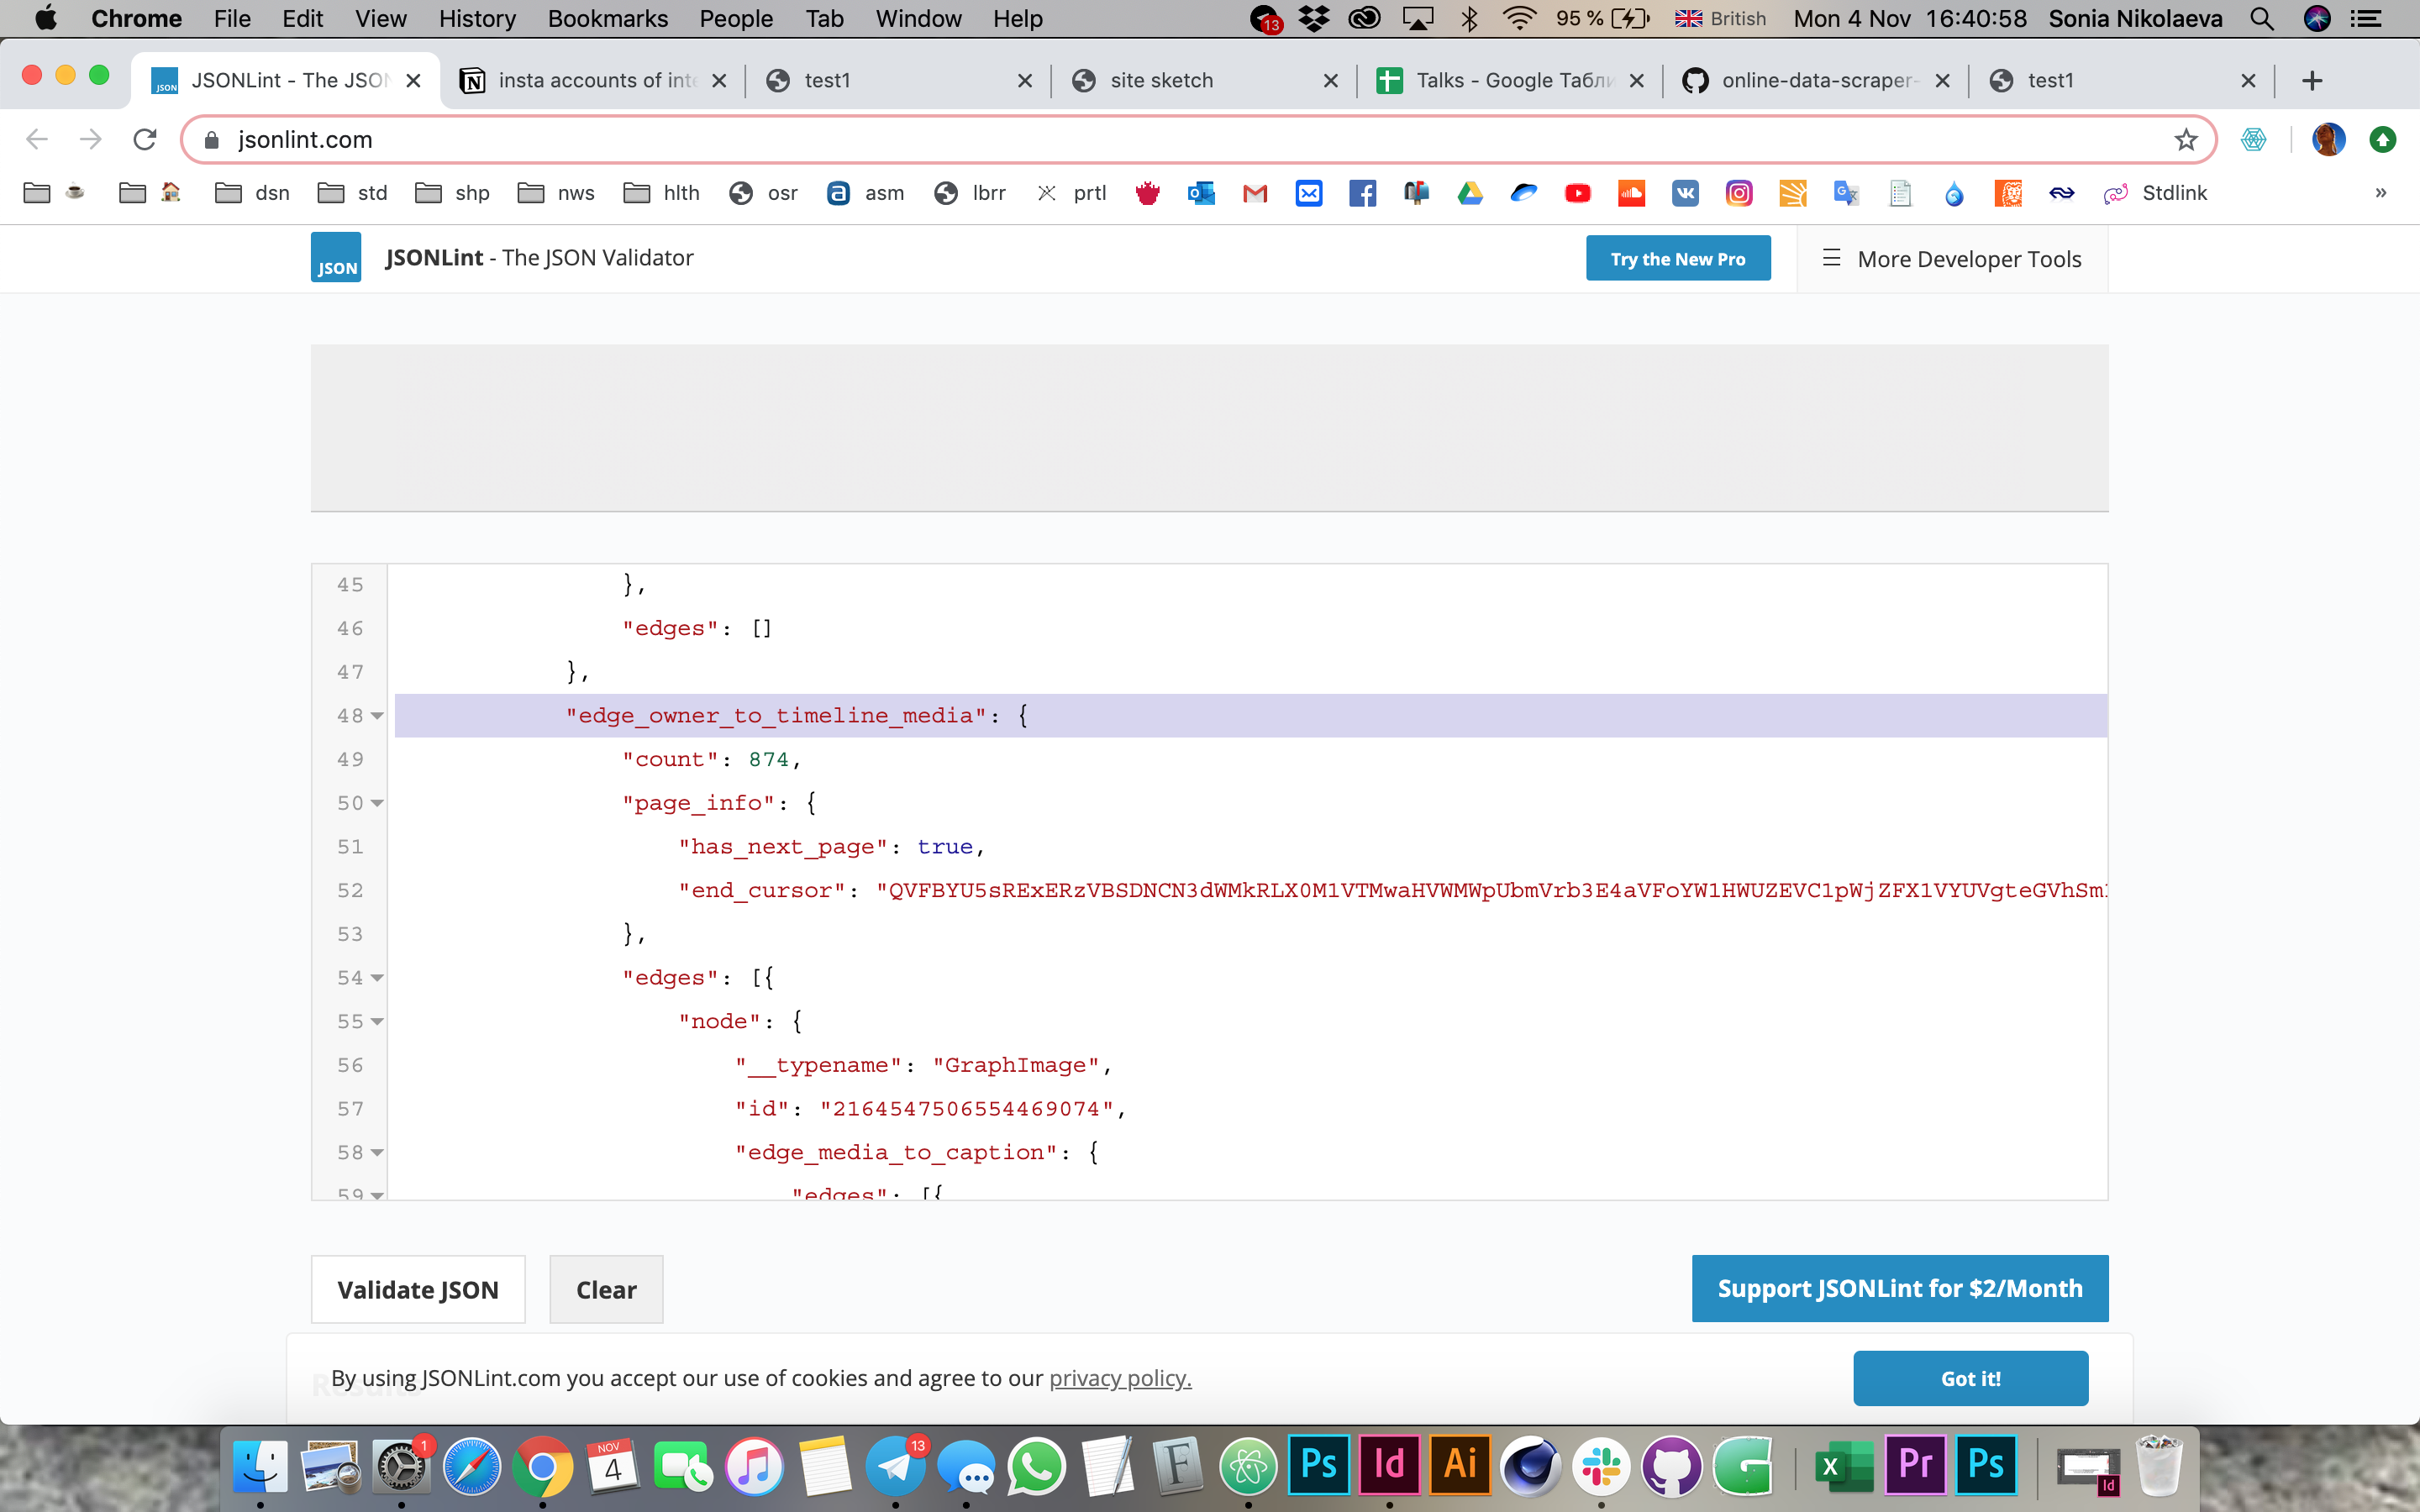 Chrome File Edit View History Bookmarks People Tab Window Help 13 95 % British Mon 4 Nov 16:40:58 Sonia Nikolaeva
JSON JSONLint - The JSON insta accounts of inte test1 site sketch Talks - Google Табли online-data-scraper- test1
jsonlint.com
dsn std shp nws hlth osr a asm lbrr prtl Stdlink »
JSON JSONLint - The JSON Validator Try the New Pro More Developer Tools
45 },
46 "edges": []
47 },
48 "edge_owner_to_timeline_media": {
49 "count": 874,
50 "page_info": {
51 "has_next_page": true,
52 "end_cursor": "QVFBYU5sRExERzVBSDNCN3dWMkRLX0M1VTMwaHVWMWpUbmVrb3E4aVFoYW1HWUZEVC1pWjZFX1VYUVgteGVhSm
53 },
54 "edges": [{
55 "node": {
56 "__typename": "GraphImage",
57 "id": "2164547506554469074",
58 "edge_media_to_caption": {
59 "edges": [{
Validate JSON Clear Support JSONLint for $2/Month
Results
By using JSONLint.com you accept our use of cookies and agree to our privacy policy. Got it!
1 NOV 4 13 F Ps Id Ai X Pr Ps Id